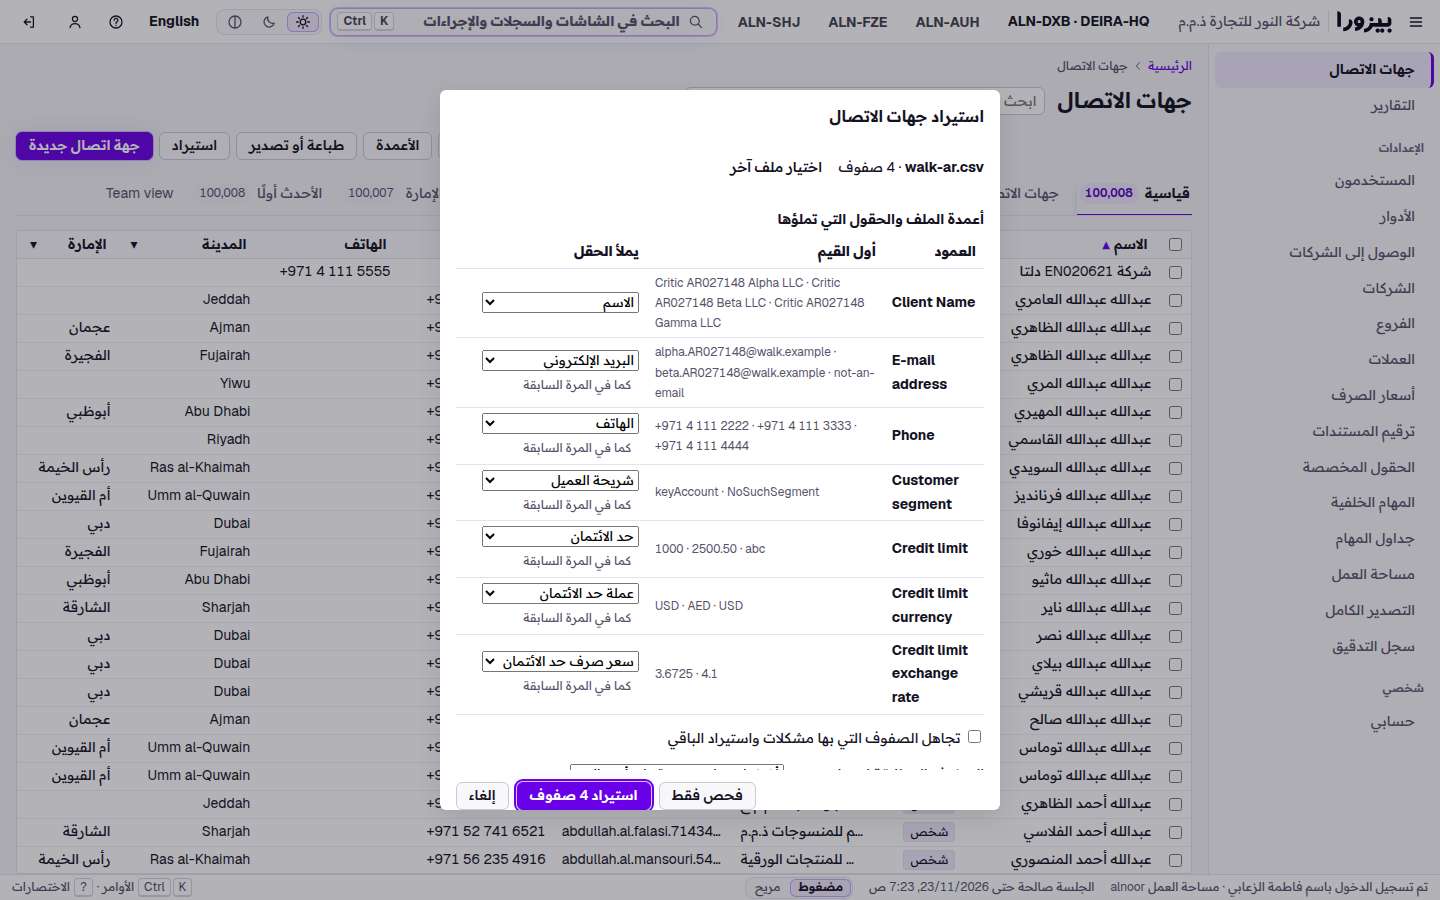 بيزورا
شركة النور للتجارة ذ.م.م
ALN-DXB · DEIRA-HQ
ALN-AUH
ALN-FZE
ALN-SHJ
البحث في الشاشات والسجلات والإجراءات
Ctrl K
English
جهات الاتصال
التقارير
الإعدادات
المستخدمون
الأدوار
الوصول إلى الشركات
الشركات
الفروع
العملات
أسعار الصرف
ترقيم المستندات
الحقول المخصصة
المهام الخلفية
جداول المهام
مساحة العمل
التصدير الكامل
سجل التدقيق
شخصي
حسابي
الرئيسية › جهات الاتصال
جهات الاتصال
ابحث
الأعمدة
طباعة أو تصدير
استيراد
جهة اتصال جديدة
قياسية 100,008
100,007
الأحدث أولًا 100,008
Team view
الاسم ▲
الهاتف
المدينة ▼
الإمارة ▼
شركة EN020621 دلتا +971 4 111 5555
عبدالله عبدالله العامري Jeddah
عبدالله عبدالله الظاهري Ajman عجمان
عبدالله عبدالله الظاهري Fujairah الفجيرة
عبدالله عبدالله المري Yiwu
عبدالله عبدالله المهيري Abu Dhabi أبوظبي
عبدالله عبدالله القاسمي Riyadh
عبدالله عبدالله السويدي Ras al-Khaimah رأس الخيمة
عبدالله عبدالله فرنانديز Umm al-Quwain أم القيوين
عبدالله عبدالله إيفانوفا Dubai دبي
عبدالله عبدالله خوري Fujairah الفجيرة
عبدالله عبدالله ماثيو Abu Dhabi أبوظبي
عبدالله عبدالله ناير Sharjah الشارقة
عبدالله عبدالله نصر Dubai دبي
عبدالله عبدالله بيلاي Dubai دبي
عبدالله عبدالله قريشي Dubai دبي
عبدالله عبدالله صالح Ajman عجمان
عبدالله عبدالله توماس Umm al-Quwain أم القيوين
عبدالله عبدالله توماس Umm al-Quwain أم القيوين
عبدالله أحمد الظاهري Jeddah
عبدالله أحمد الفلاسي شخص م للمنسوجات ذ.م.م... abdullah.al.falasi.71434... +971 52 741 6521 Sharjah الشارقة
عبدالله أحمد المنصوري شخص للمنتجات الورقية ... abdullah.al.mansouri.54... +971 56 235 4916 Ras al-Khaimah رأس الخيمة
استيراد جهات الاتصال
walk-ar.csv · 4 صفوف
اختيار ملف آخر
أعمدة الملف والحقول التي تملؤها
العمود أول القيم يملأ الحقل
Client Name
Critic AR027148 Alpha LLC · Critic
AR027148 Beta LLC · Critic AR027148
Gamma LLC
الاسم
E-mail
address
alpha.AR027148@walk.example ·
beta.AR027148@walk.example · not-an-
email
البريد الإلكتروني
كما في المرة السابقة
Phone
+971 4 111 2222 · +971 4 111 3333 ·
+971 4 111 4444
الهاتف
كما في المرة السابقة
Customer
segment
keyAccount · NoSuchSegment
شريحة العميل
كما في المرة السابقة
Credit limit
1000 · 2500.50 · abc
حد الائتمان
كما في المرة السابقة
Credit limit
currency
USD · AED · USD
عملة حد الائتمان
كما في المرة السابقة
Credit limit
exchange
rate
3.6725 · 4.1
سعر صرف حد الائتمان
كما في المرة السابقة
تجاهل الصفوف التي بها مشكلات واستيراد الباقي
فحص فقط
استيراد 4 صفوف
إلغاء
تم تسجيل الدخول باسم فاطمة الزعابي · مساحة العمل alnoor
الجلسة صالحة حتى 23/11/2026, 7:23 ص
مضغوط
مريح
Ctrl K الأوامر · ? الاختصارات